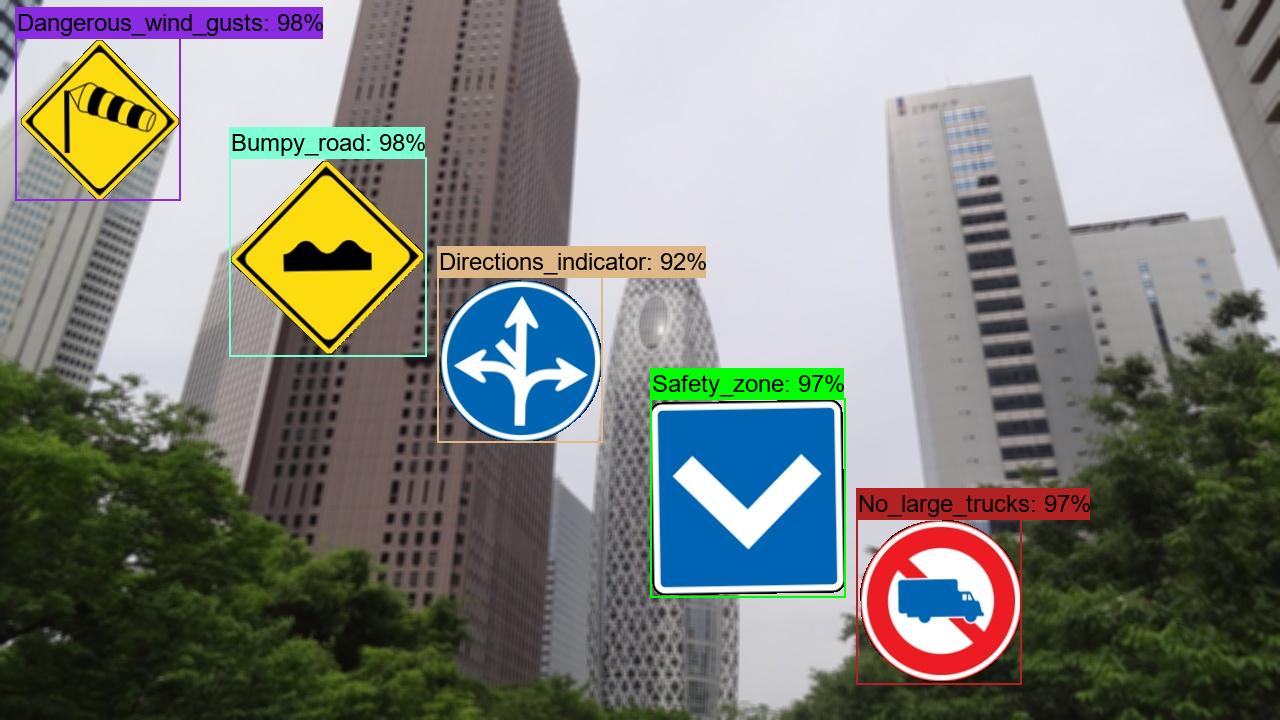 Dangerous_wind_gusts: 98%
Bumpy_road: 98%
Directions_indicator: 92%
Safety_zone: 97%
No_large_trucks: 97%